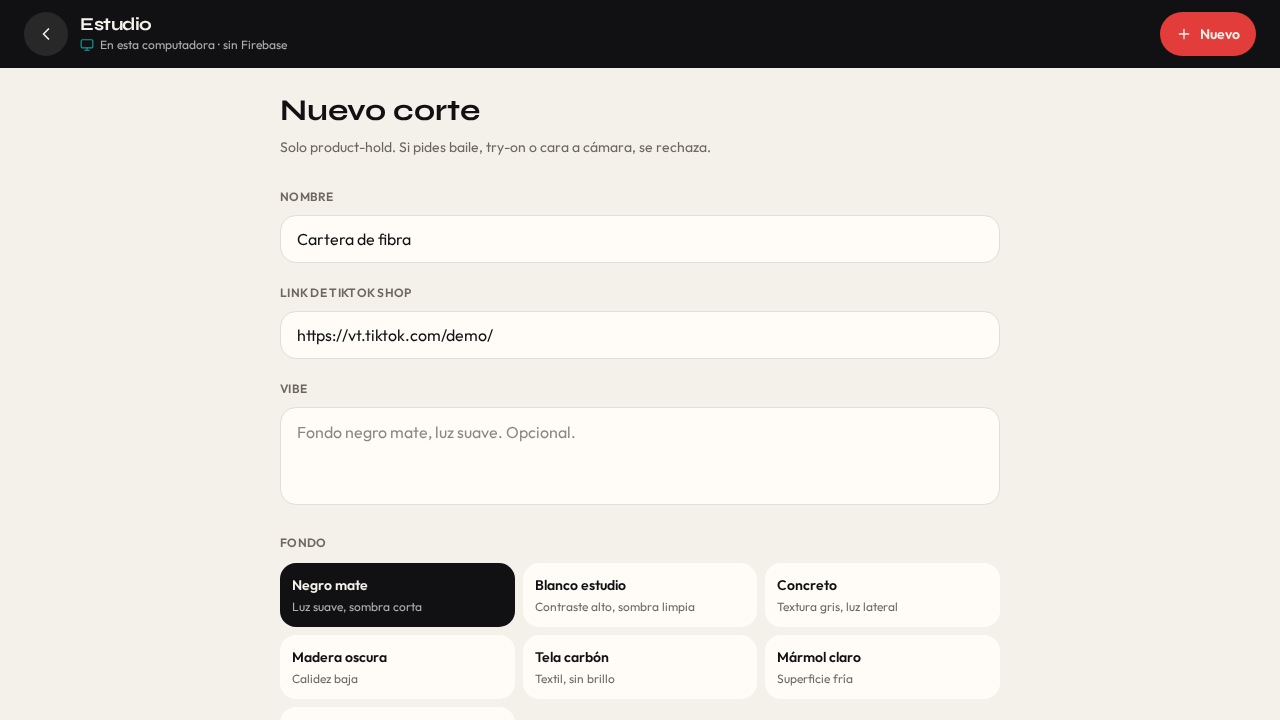 Estudio
En esta computadora · sin Firebase
Nuevo
Nuevo corte
Solo product-hold. Si pides baile, try-on o cara a cámara, se rechaza.
NOMBRE
Cartera de fibra
LINK DE TIKTOK SHOP
https://vt.tiktok.com/demo/
VIBE
Fondo negro mate, luz suave. Opcional.
FONDO
Negro mate
Luz suave, sombra corta
Blanco estudio
Contraste alto, sombra limpia
Concreto
Textura gris, luz lateral
Madera oscura
Calidez baja
Tela carbón
Textil, sin brillo
Mármol claro
Superficie fría